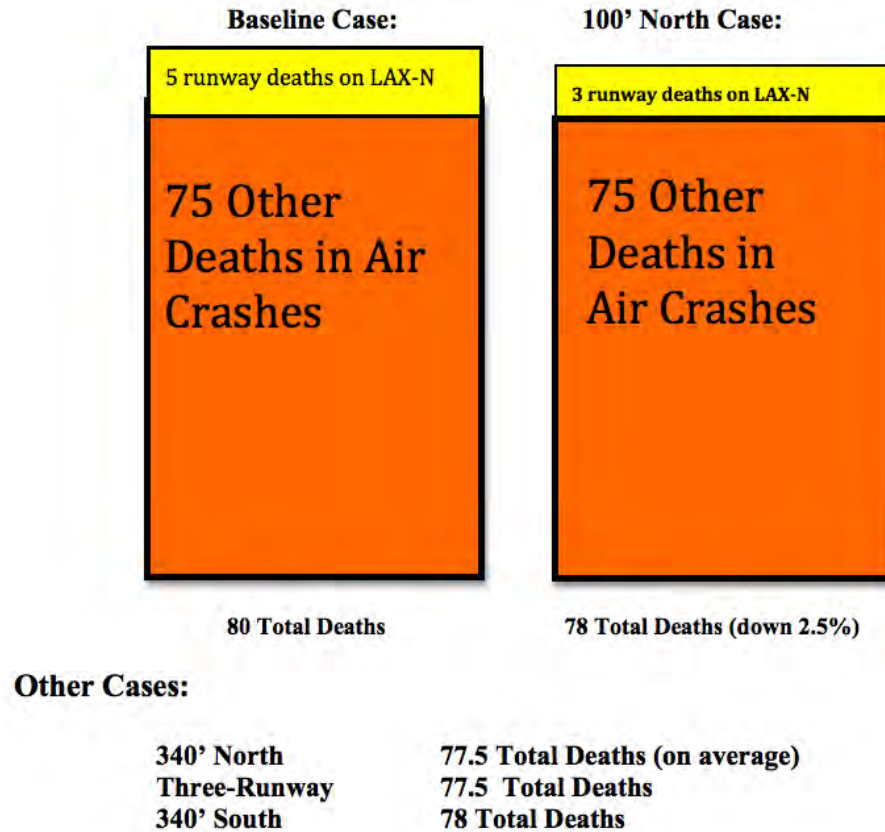 Baseline Case:
100’ North Case:
5 runway deaths on LAX-N
3 runway deaths on LAX-N
75 Other
Deaths in Air
Crashes
75 Other
Deaths in
Air Crashes
80 Total Deaths
78 Total Deaths (down 2.5%)
Other Cases:
340’ North 77.5 Total Deaths (on average)
Three-Runway 77.5 Total Deaths
340’ South 78 Total Deaths